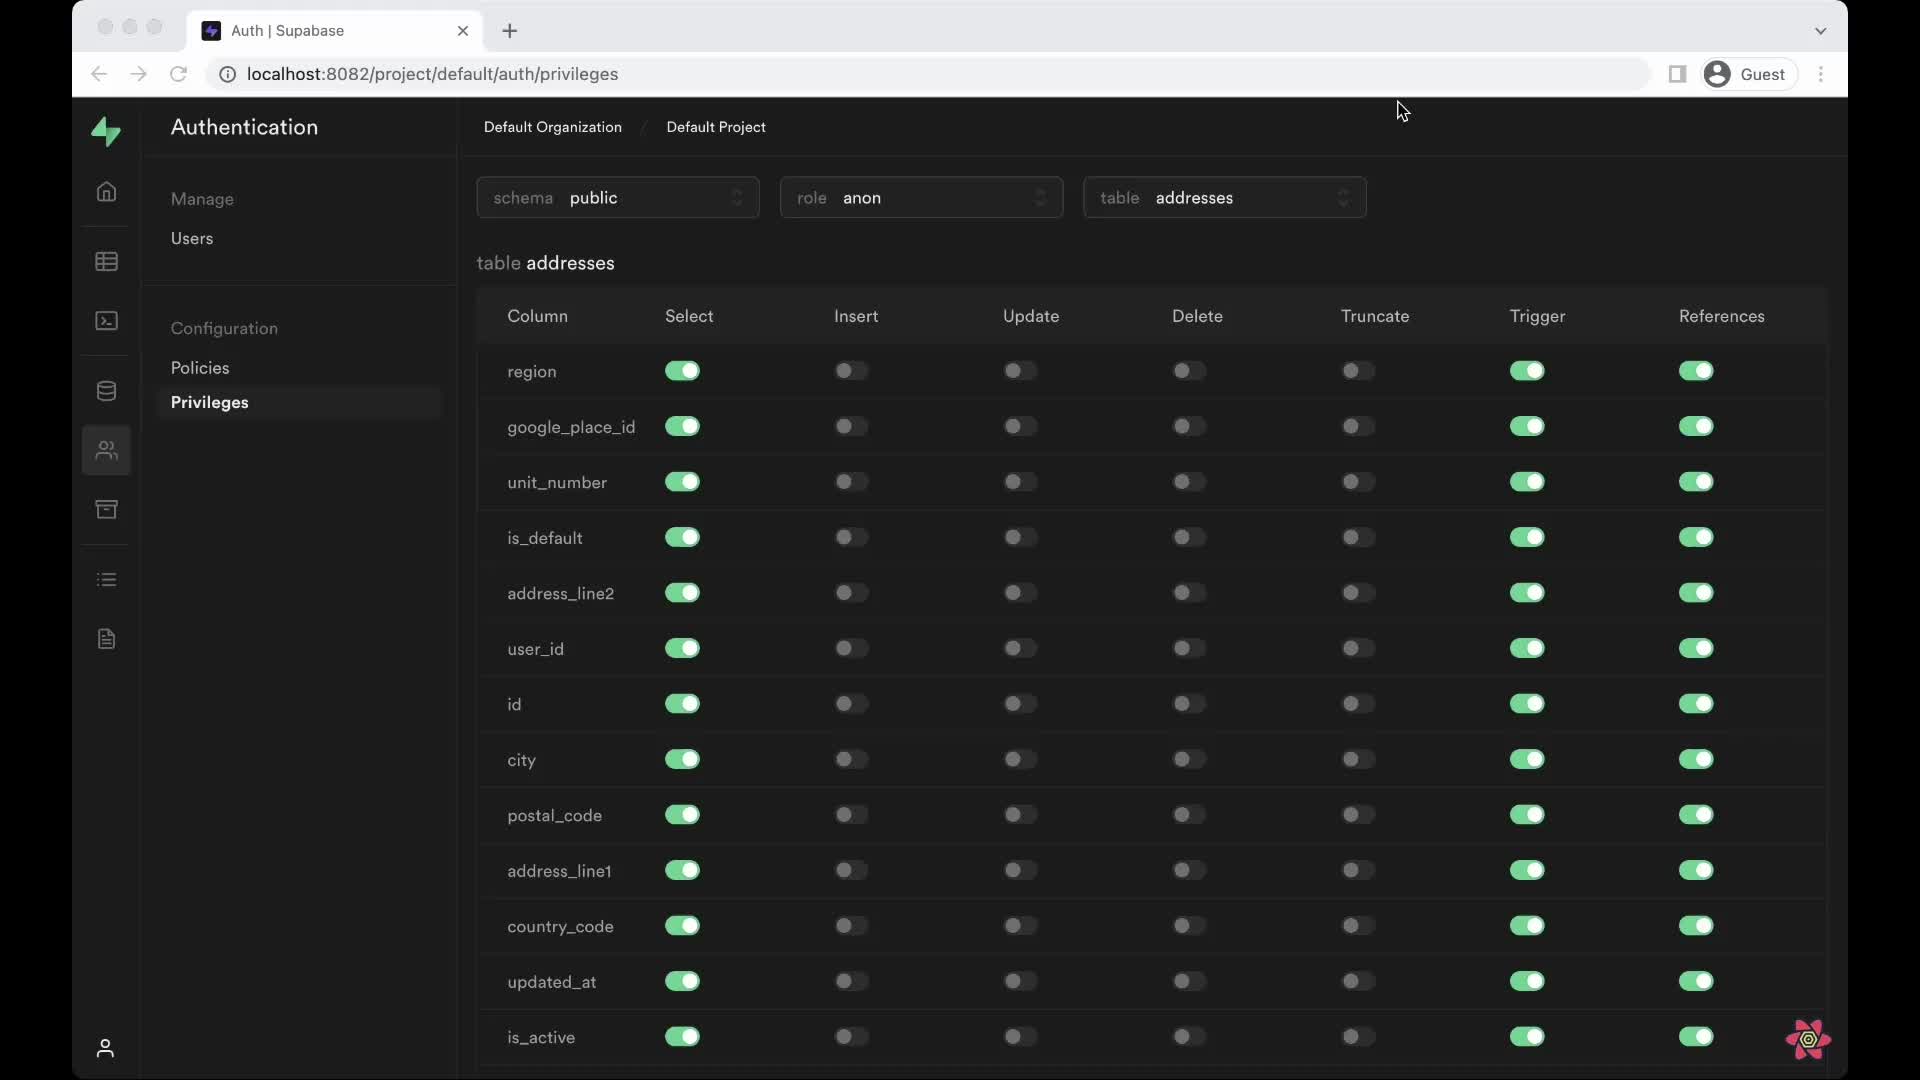 Auth | Supabase
localhost:8082/project/default/auth/privileges
Guest
Authentication
Default Organization / Default Project
Manage
Users
Configuration
Policies
Privileges
schema public
role anon
table addresses
table addresses
Column Select Insert Update Delete Truncate Trigger References
region
google_place_id
unit_number
is_default
address_line2
user_id
id
city
postal_code
address_line1
country_code
updated_at
is_active